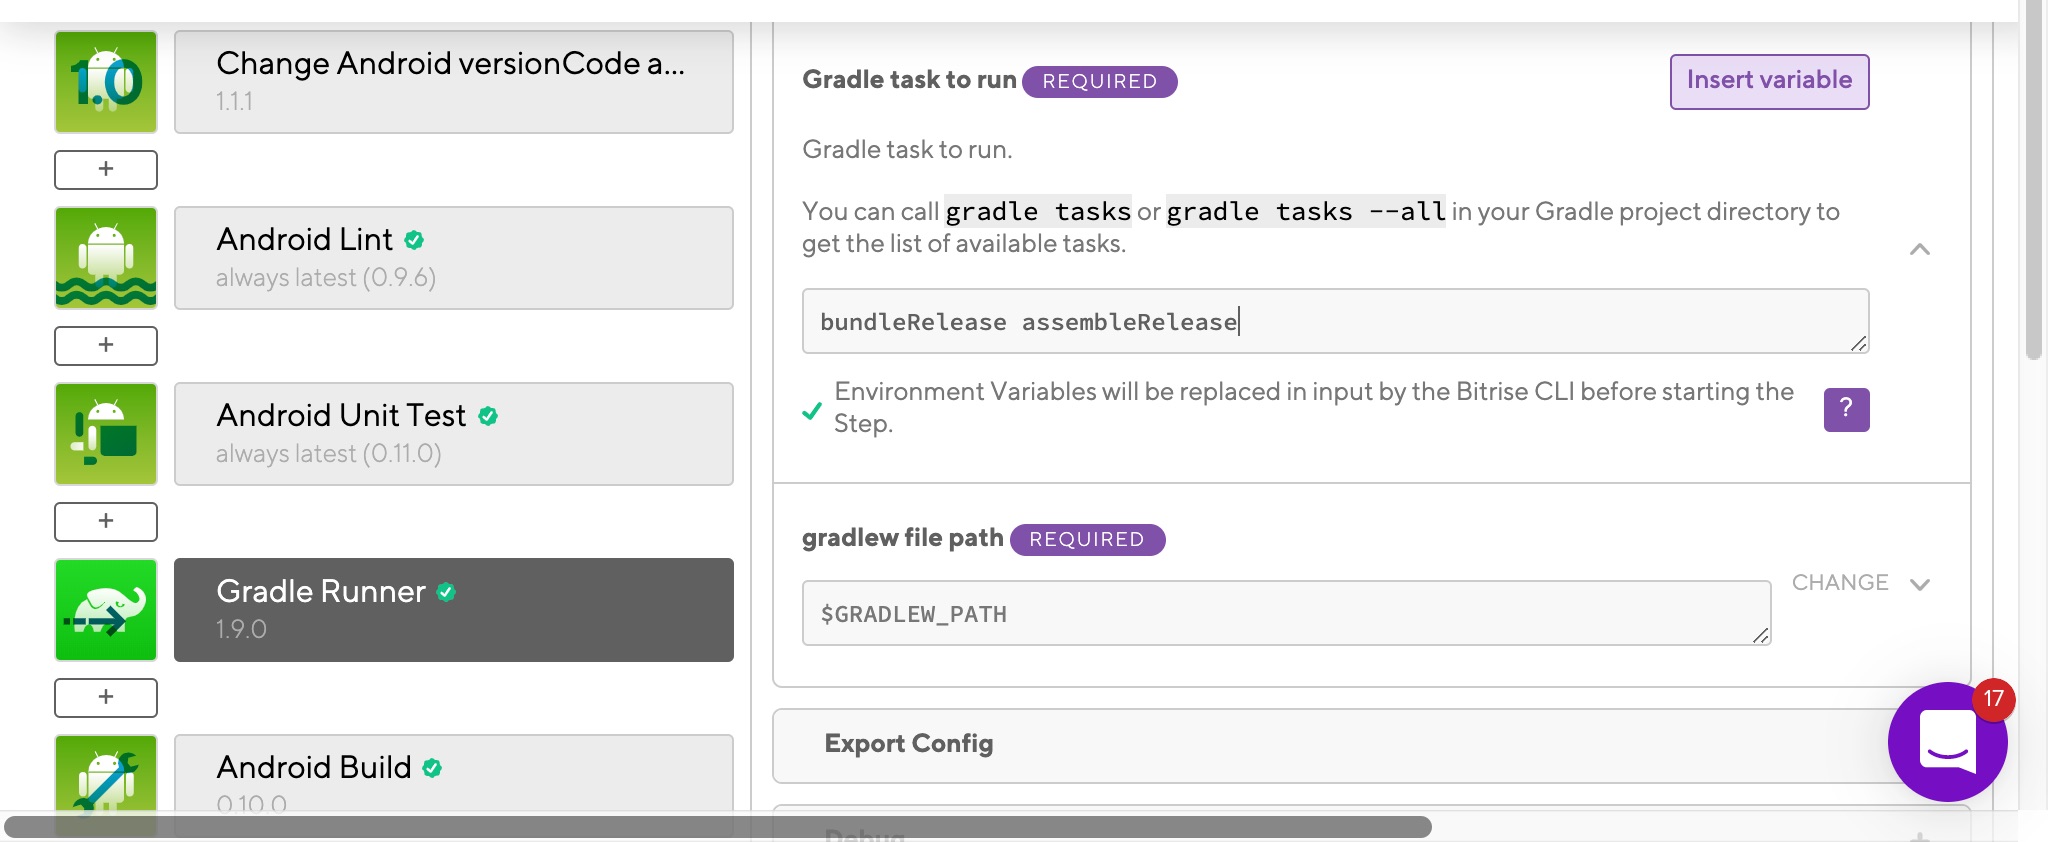 1.0
Change Android versionCode a...
1.1.1
+
Android Lint
always latest (0.9.6)
+
Android Unit Test
always latest (0.11.0)
+
Gradle Runner
1.9.0
+
Android Build
0.10.0
Gradle task to run REQUIRED
Insert variable
Gradle task to run.
You can call gradle tasks or gradle tasks --all in your Gradle project directory to
get the list of available tasks.
bundleRelease assembleRelease
Environment Variables will be replaced in input by the Bitrise CLI before starting the
Step.
?
gradlew file path REQUIRED
$GRADLEW_PATH
CHANGE
17
Export Config
Debug
+